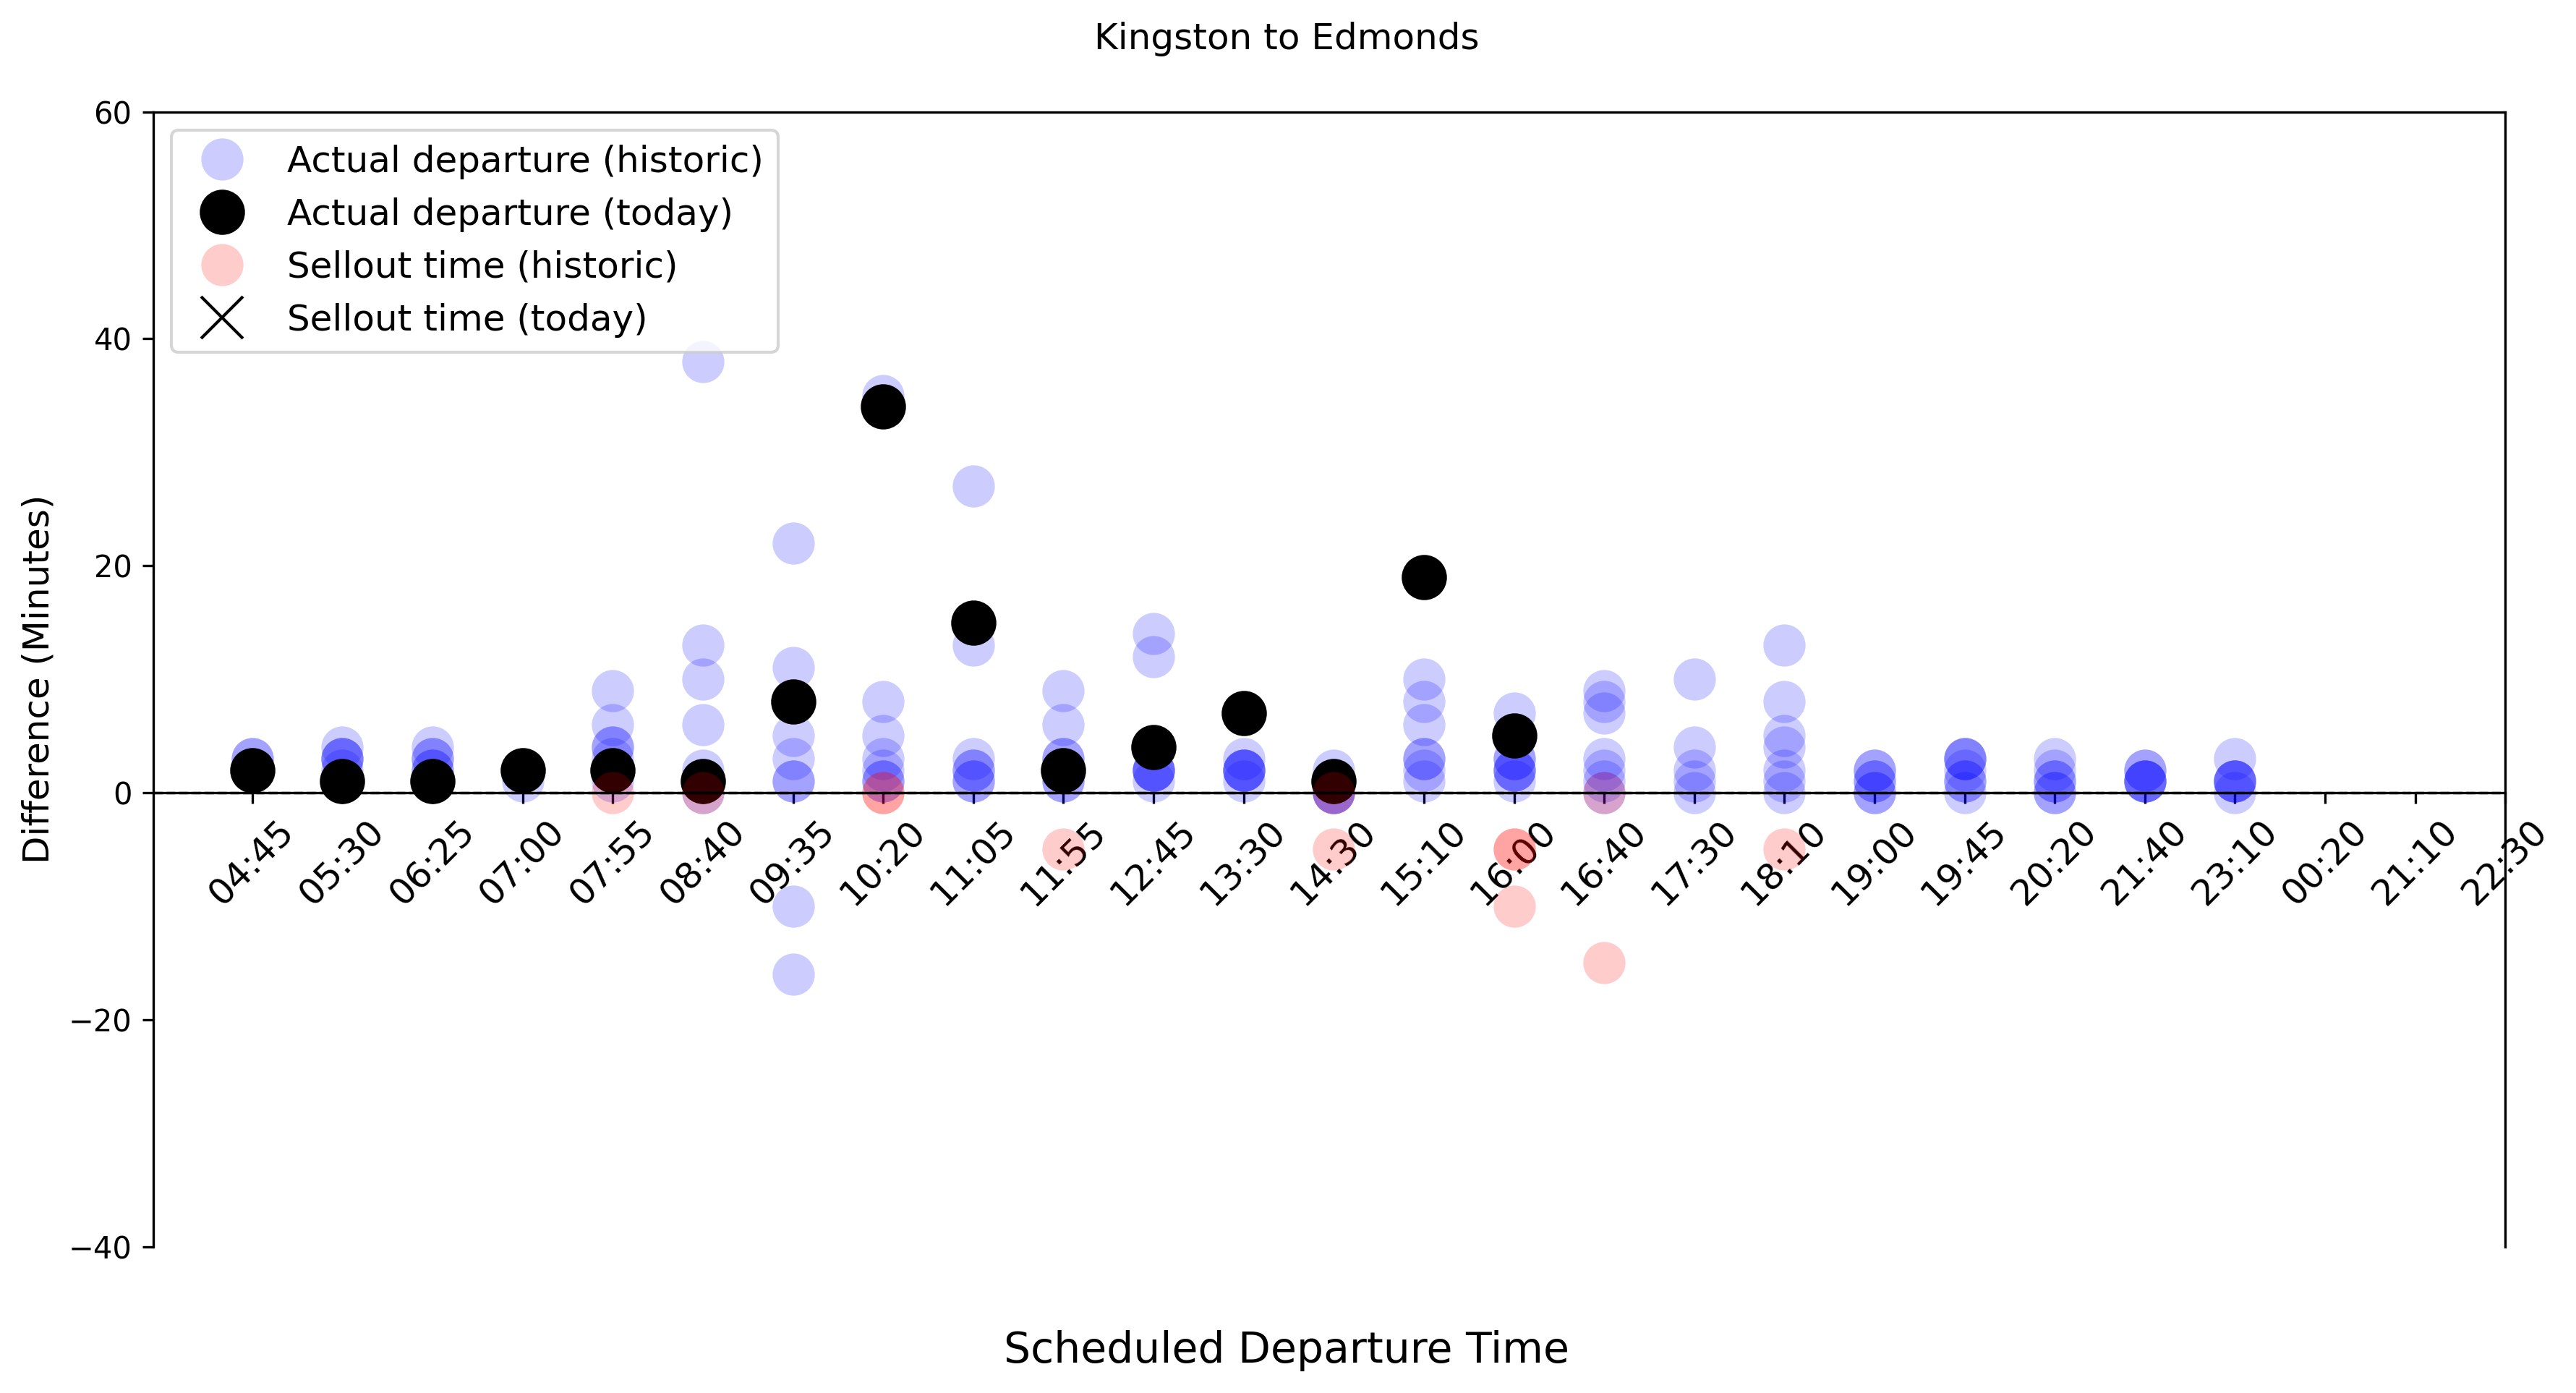 Kingston to Edmonds
60
40
20
0
−20
−40
Difference (Minutes)
Actual departure (historic)
Actual departure (today)
Sellout time (historic)
Sellout time (today)
04:45 05:30 06:25 07:00 07:55 08:40 09:35 10:20 11:05 11:55 12:45 13:30 14:30 15:10 16:00 16:40 17:30 18:10 19:00 19:45 20:20 21:40 23:10 00:20 21:10 22:30
Scheduled Departure Time